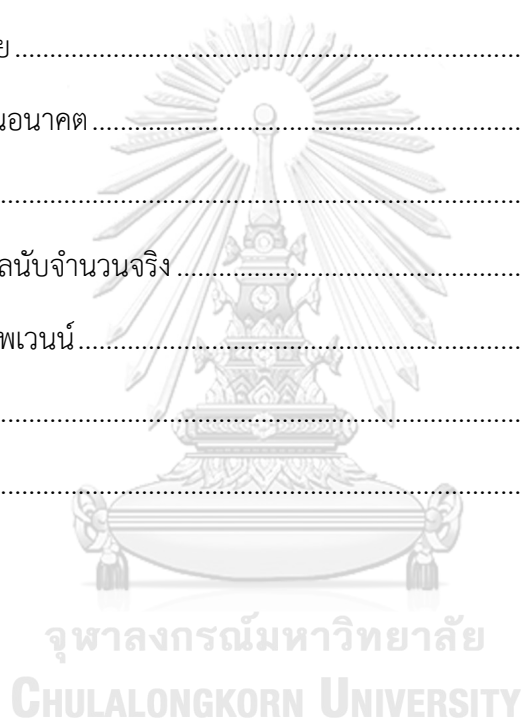 ย....................................................................
นอนาคต....................................................................
....................................................................
ลนับจำนวนจริง....................................................................
พเวนน์....................................................................
....................................................................
....................................................................
จุฬาลงกรณ์มหาวิทยาลัย
CHULALONGKORN UNIVERSITY